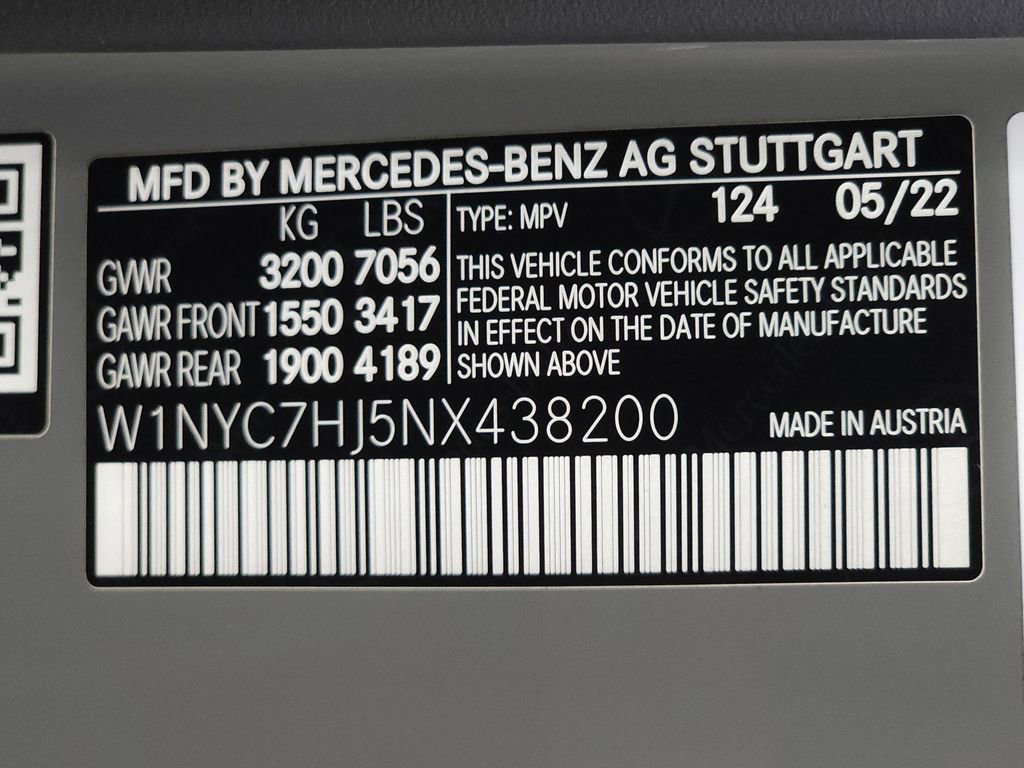 MFD BY MERCEDES-BENZ AG STUTTGART
KG LBS
GVWR 3200 7056
GAWR FRONT 1550 3417
GAWR REAR 1900 4189
TYPE: MPV 124 05/22
THIS VEHICLE CONFORMS TO ALL APPLICABLE
FEDERAL MOTOR VEHICLE SAFETY STANDARDS
IN EFFECT ON THE DATE OF MANUFACTURE
SHOWN ABOVE
W1NYC7HJ5NX438200 MADE IN AUSTRIA